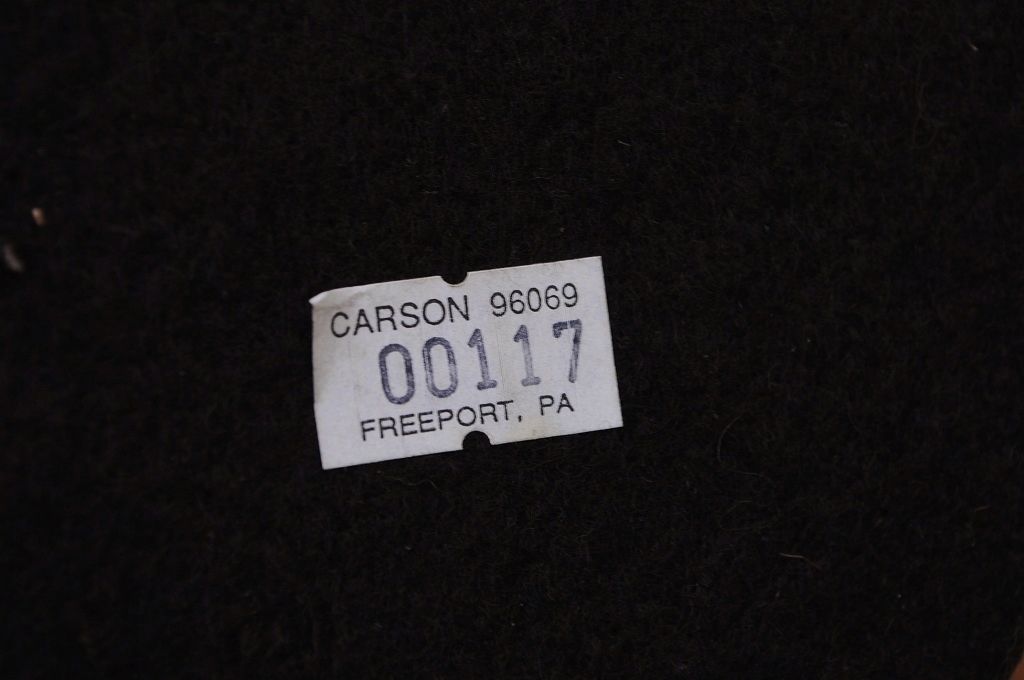 CARSON 96069
00117
FREEPORT, PA